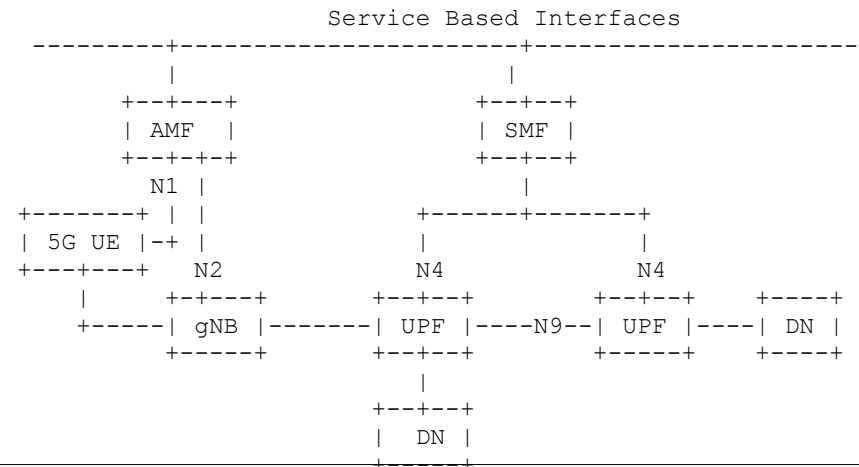 Service Based Interfaces
AMF SMF
N1
5G UE
N2 N4 N4
gNB UPF N9 UPF DN
DN